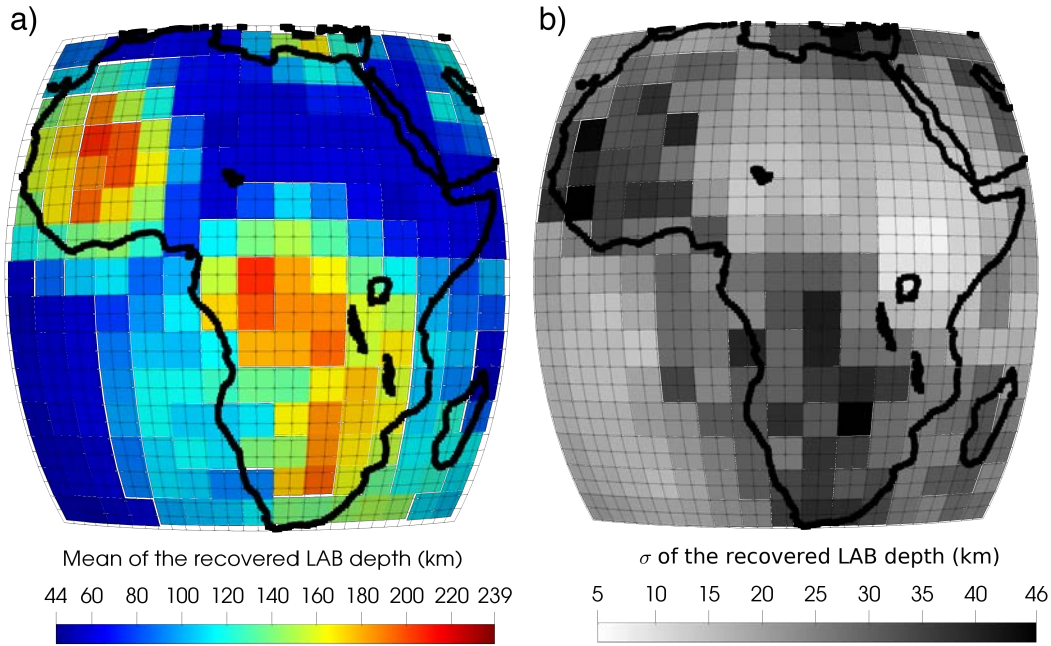 a) b)
Mean of the recovered LAB depth (km) σ of the recovered LAB depth (km)
44 60 80 100 120 140 160 180 200 220 239 5 10 15 20 25 30 35 40 46